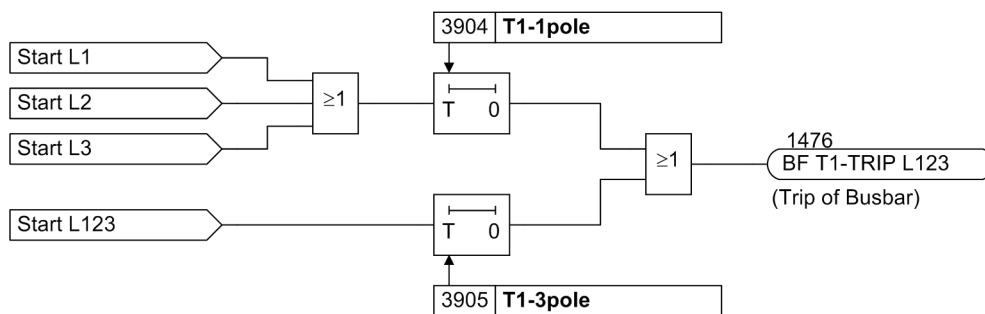 3904 T1-1pole
Start L1
≥1
T 0
Start L2
Start L3
1476
≥1
BF T1-TRIP L123
(Trip of Busbar)
Start L123
T 0
3905 T1-3pole